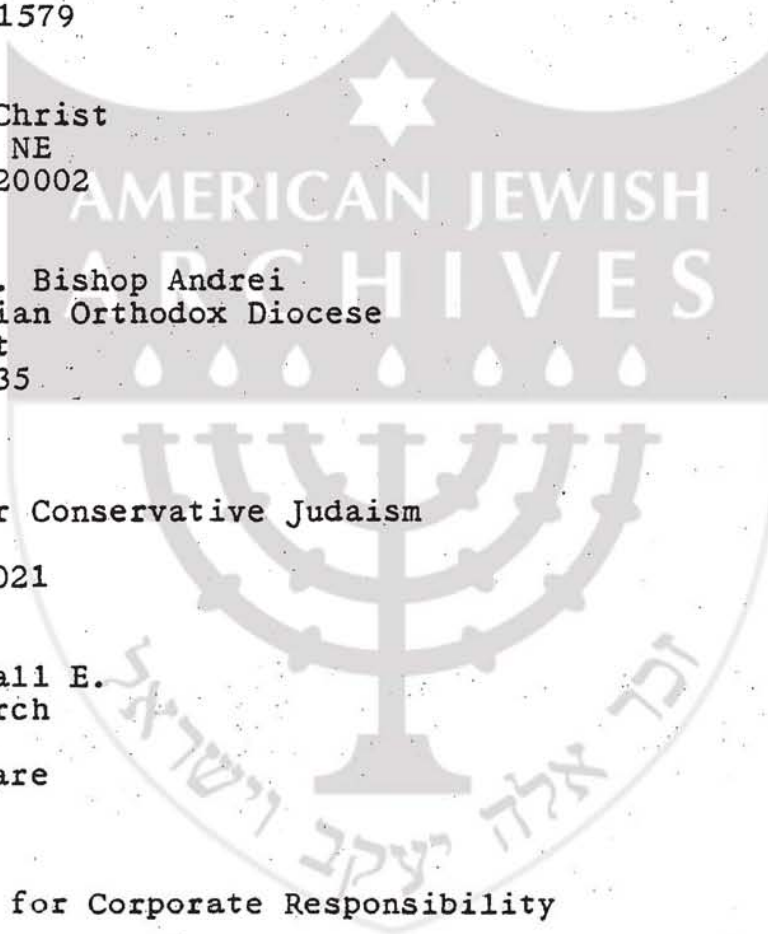 1579
Christ
NE
20002
AMERICAN JEWISH
ARCHIVES
. Bishop Andrei
ian Orthodox Diocese
t
35
r Conservative Judaism
021
all E.
rch
are
for Corporate Responsibility
זכר אלה יעקב וישראל